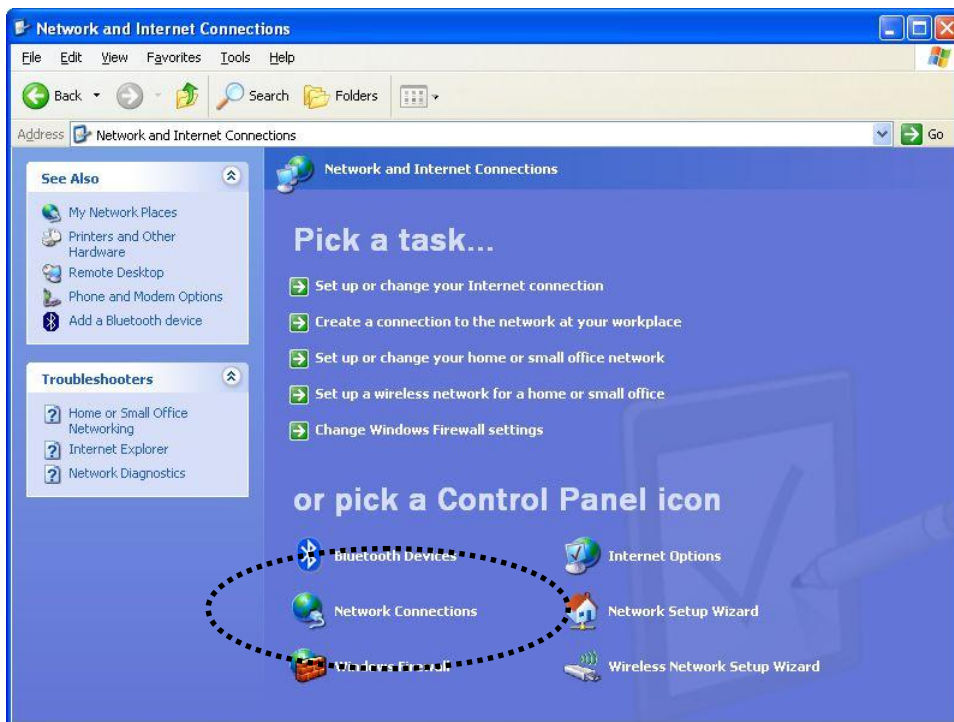 Network and Internet Connections
File Edit View Favorites Tools Help
Back Search Folders
Address Network and Internet Connections Go
See Also
My Network Places
Printers and Other
Hardware
Remote Desktop
Phone and Modem Options
Add a Bluetooth device
Troubleshooters
Home or Small Office
Networking
Internet Explorer
Network Diagnostics
Network and Internet Connections
Pick a task...
Set up or change your Internet connection
Create a connection to the network at your workplace
Set up or change your home or small office network
Set up a wireless network for a home or small office
Change Windows Firewall settings
or pick a Control Panel icon
Bluetooth Devices Internet Options
Network Connections Network Setup Wizard
Windows Firewall Wireless Network Setup Wizard